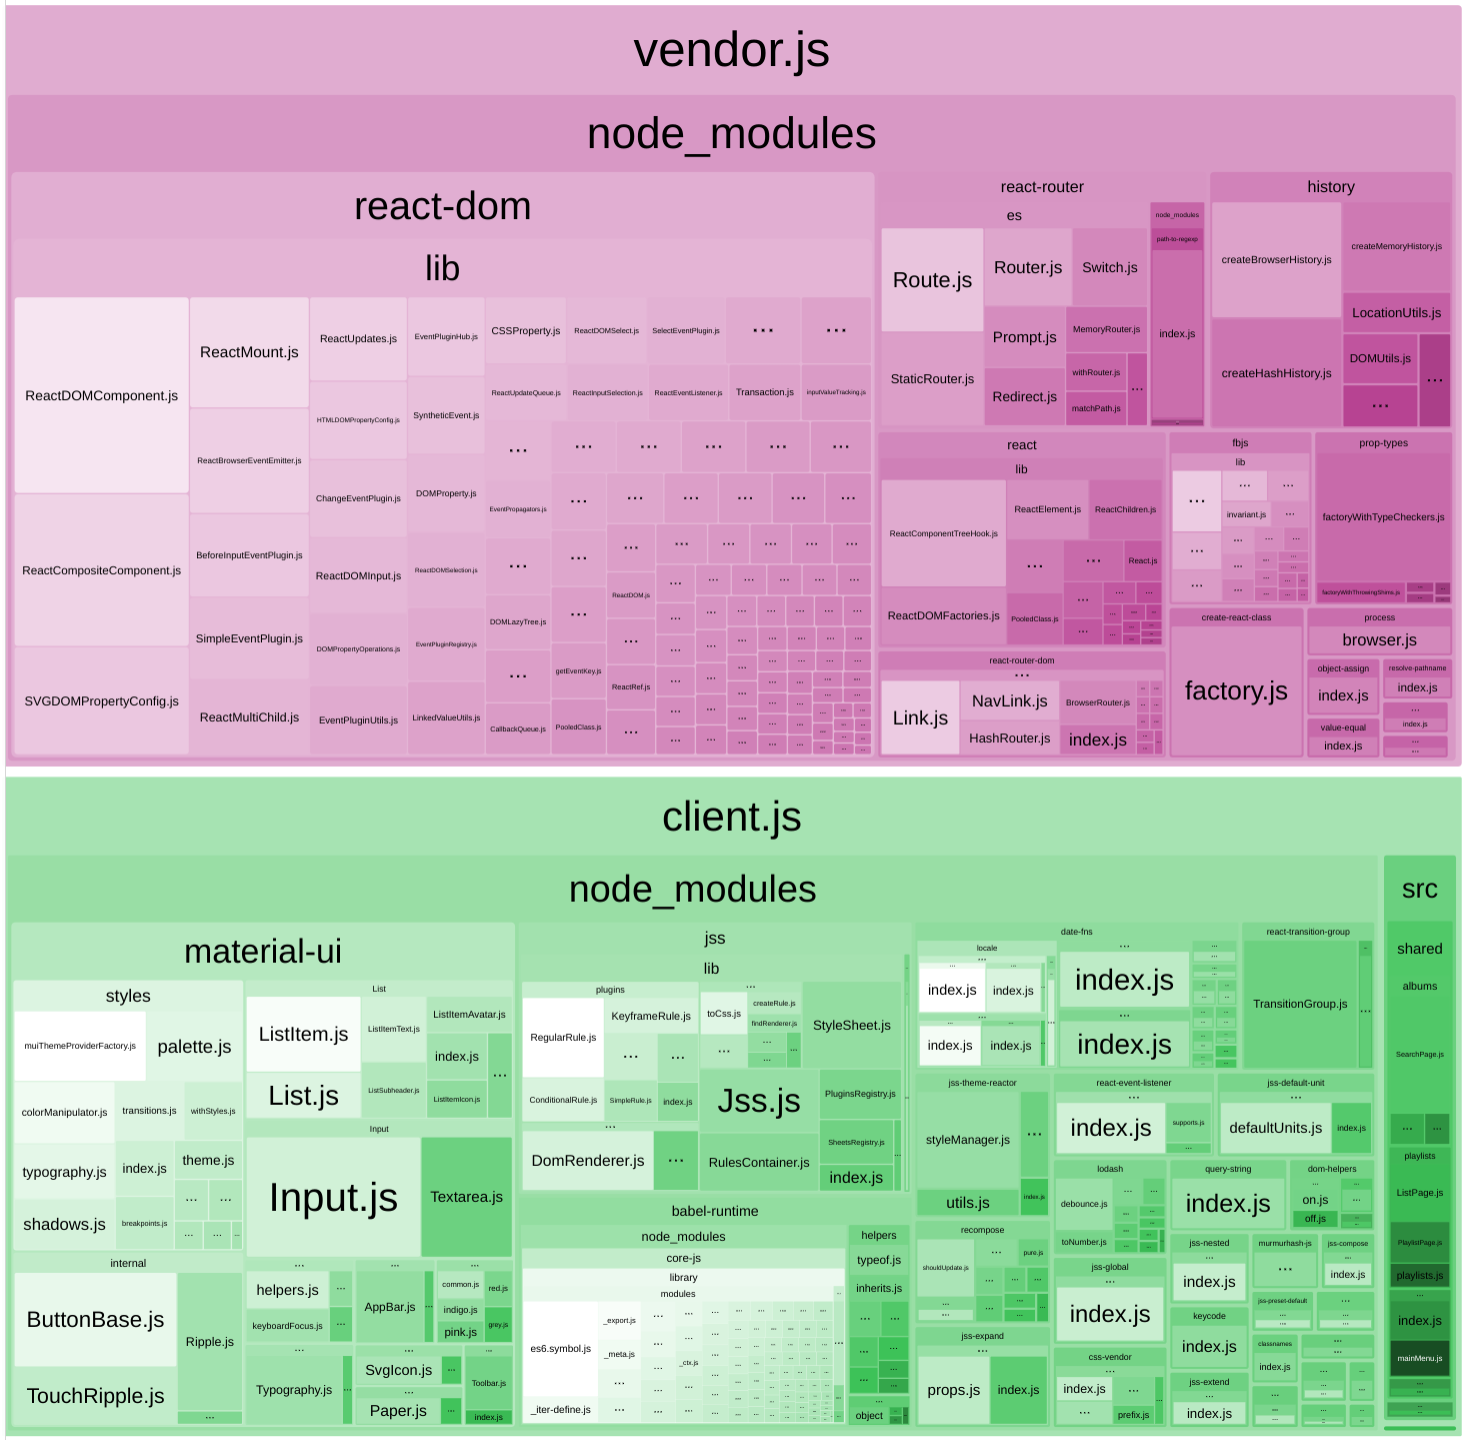 vendor.js
node_modules
react-dom
lib
ReactDOMComponent.js
ReactCompositeComponent.js
SVGDOMPropertyConfig.js
ReactMount.js
ReactBrowserEventEmitter.js
BeforeInputEventPlugin.js
SimpleEventPlugin.js
ReactMultiChild.js
ReactUpdates.js
HTMLDOMPropertyConfig.js
ChangeEventPlugin.js
ReactDOMInput.js
DOMPropertyOperations.js
EventPluginUtils.js
EventPluginHub.js
SyntheticEvent.js
DOMProperty.js
ReactDOMSelection.js
EventPluginRegistry.js
LinkedValueUtils.js
CSSProperty.js
ReactDOMSelect.js
SelectEventPlugin.js
...
...
ReactUpdateQueue.js
ReactInputSelection.js
ReactEventListener.js
Transaction.js
inputValueTracking.js
...
EventPropagators.js
...
DOMLazyTree.js
...
CallbackQueue.js
getEventKey.js
PooledClass.js
ReactDOM.js
ReactRef.js
react-router
es
Route.js
StaticRouter.js
Router.js
Prompt.js
Redirect.js
Switch.js
MemoryRouter.js
withRouter.js
matchPath.js
...
node_modules
path-to-regexp
index.js
history
createBrowserHistory.js
createHashHistory.js
createMemoryHistory.js
LocationUtils.js
DOMUtils.js
...
...
react
lib
ReactComponentTreeHook.js
ReactDOMFactories.js
ReactElement.js
ReactChildren.js
...
PooledClass.js
...
React.js
fbjs
lib
...
invariant.js
prop-types
factoryWithTypeCheckers.js
factoryWithThrowingShims.js
react-router-dom
...
Link.js
NavLink.js
HashRouter.js
BrowserRouter.js
index.js
create-react-class
factory.js
process
browser.js
object-assign
index.js
resolve-pathname
index.js
value-equal
index.js
...
index.js
...
client.js
node_modules
material-ui
styles
muiThemeProviderFactory.js
palette.js
colorManipulator.js
transitions.js
withStyles.js
typography.js
index.js
theme.js
shadows.js
breakpoints.js
internal
ButtonBase.js
TouchRipple.js
Ripple.js
...
List
ListItem.js
List.js
ListItemText.js
ListSubheader.js
ListItemAvatar.js
index.js
ListItemIcon.js
...
Input
Input.js
Textarea.js
...
helpers.js
keyboardFocus.js
...
Typography.js
...
AppBar.js
...
SvgIcon.js
...
Paper.js
...
common.js
red.js
indigo.js
pink.js
grey.js
...
Toolbar.js
index.js
jss
lib
plugins
RegularRule.js
KeyframeRule.js
ConditionalRule.js
SimpleRule.js
index.js
...
DomRenderer.js
...
...
toCss.js
createRule.js
findRenderer.js
StyleSheet.js
Jss.js
RulesContainer.js
PluginsRegistry.js
SheetsRegistry.js
index.js
babel-runtime
node_modules
core-js
library
modules
es6.symbol.js
_iter-define.js
_export.js
_meta.js
_ctx.js
helpers
typeof.js
inherits.js
object
date-fns
locale
...
index.js
index.js
index.js
index.js
...
index.js
...
index.js
react-transition-group
TransitionGroup.js
...
jss-theme-reactor
styleManager.js
utils.js
...
index.js
react-event-listener
...
index.js
supports.js
jss-default-unit
...
defaultUnits.js
index.js
recompose
shouldUpdate.js
...
pure.js
jss-expand
...
props.js
index.js
lodash
debounce.js
toNumber.js
jss-global
...
index.js
css-vendor
index.js
...
prefix.js
query-string
index.js
dom-helpers
on.js
off.js
jss-nested
...
index.js
murmurhash-js
...
jss-compose
...
index.js
keycode
index.js
jss-preset-default
...
jss-extend
index.js
classnames
index.js
src
shared
albums
SearchPage.js
...
...
playlists
ListPage.js
PlaylistPage.js
playlists.js
...
index.js
mainMenu.js